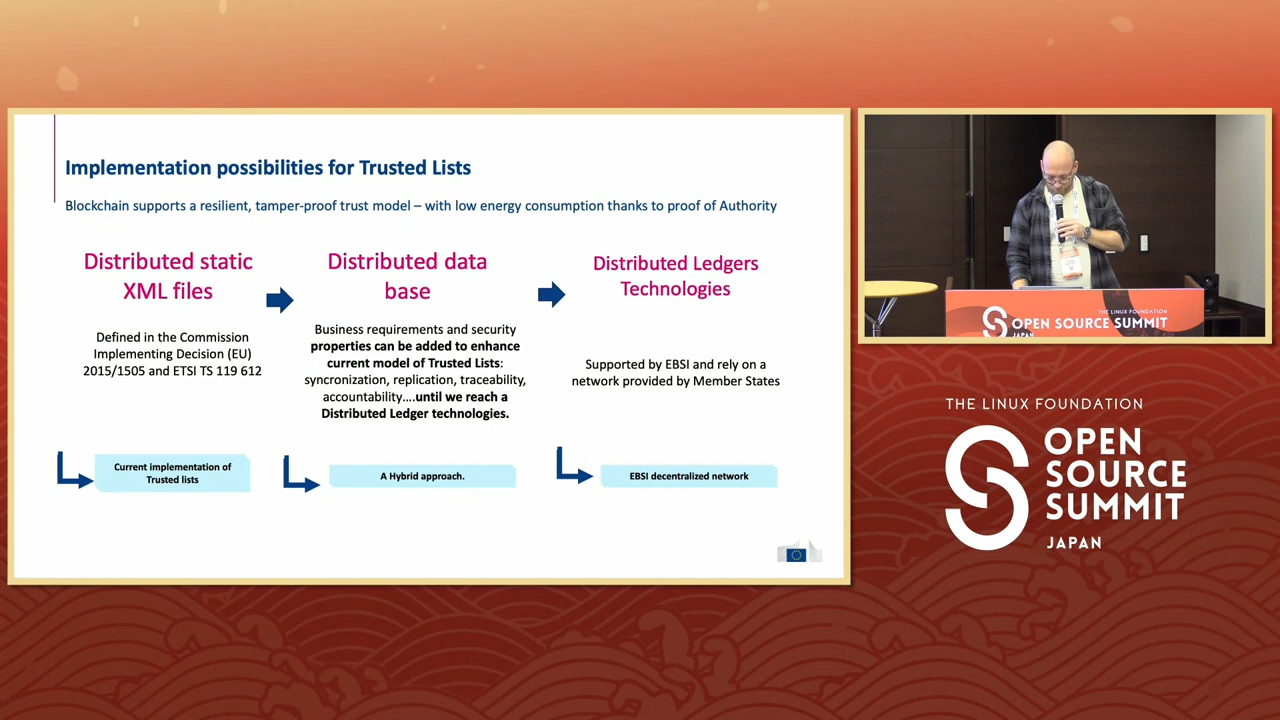 Implementation possibilities for Trusted Lists
Blockchain supports a resilient, tamper-proof trust model – with low energy consumption thanks to proof of Authority
Distributed static
XML files
Defined in the Commission
Implementing Decision (EU)
2015/1505 and ETSI TS 119 612
Current implementation of
Trusted lists
Distributed data
base
Business requirements and security
properties can be added to enhance
current model of Trusted Lists:
syncronization, replication, traceability,
accountability....until we reach a
Distributed Ledger technologies.
A Hybrid approach.
Distributed Ledgers
Technologies
Supported by EBSI and rely on a
network provided by Member States
EBSI decentralized network
THE LINUX FOUNDATION
OPEN SOURCE SUMMIT
JAPAN
THE LINUX FOUNDATION
OPEN
SOURCE
SUMMIT
JAPAN